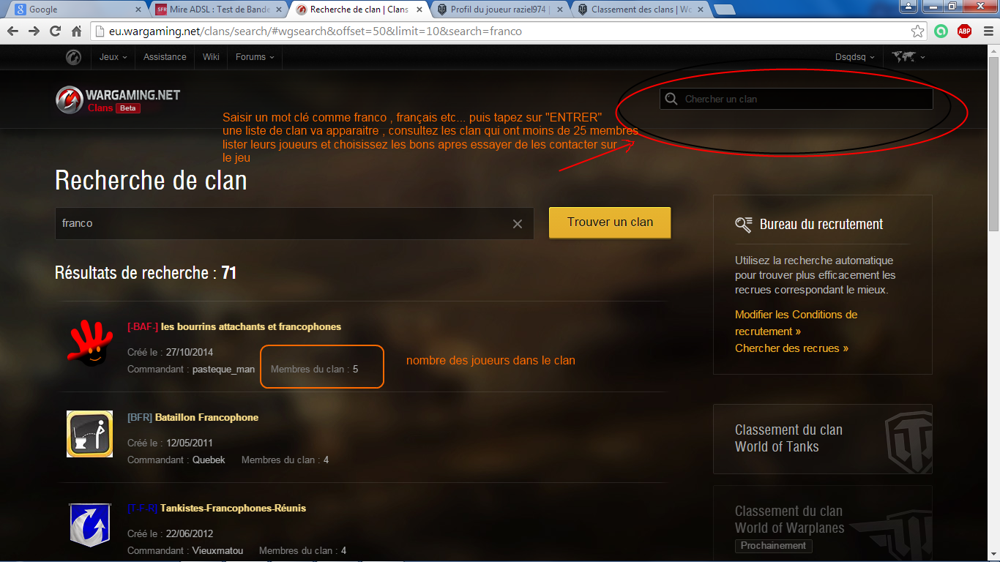 Google
Mire ADSL : Test de Bande
Recherche de clan | Clans
Profil du joueur raziel974 |
Classement des clans | Wo
eu.wargaming.net/clans/search/#wgsearch&offset=50&limit=10&search=franco
ABP
Jeux
Assistance
Wiki
Forums
Dsqdsq
WARGAMING.NET
Clans Beta
Chercher un clan
Saisir un mot clé comme franco , français etc... puis tapez sur "ENTRER"
une liste de clan va apparaitre , consultez les clan qui ont moins de 25 membres
lister leurs joueurs et choisissez les bons apres essayer de les contacter sur
le jeu
Recherche de clan
franco
Trouver un clan
Résultats de recherche : 71
[-BAF-] les bourrins attachants et francophones
Créé le : 27/10/2014
Commandant : pasteque_man Membres du clan : 5
nombre des joueurs dans le clan
[BFR] Bataillon Francophone
Créé le : 12/05/2011
Commandant : Quebek Membres du clan : 4
[T-F-R] Tankistes-Francophones-Réunis
Créé le : 22/06/2012
Commandant : Vieuxmatou Membres du clan : 4
Bureau du recrutement
Utilisez la recherche automatique
pour trouver plus efficacement les
recrues correspondant le mieux.
Modifier les Conditions de
recrutement »
Chercher des recrues »
Classement du clan
World of Tanks
Classement du clan
World of Warplanes
Prochainement